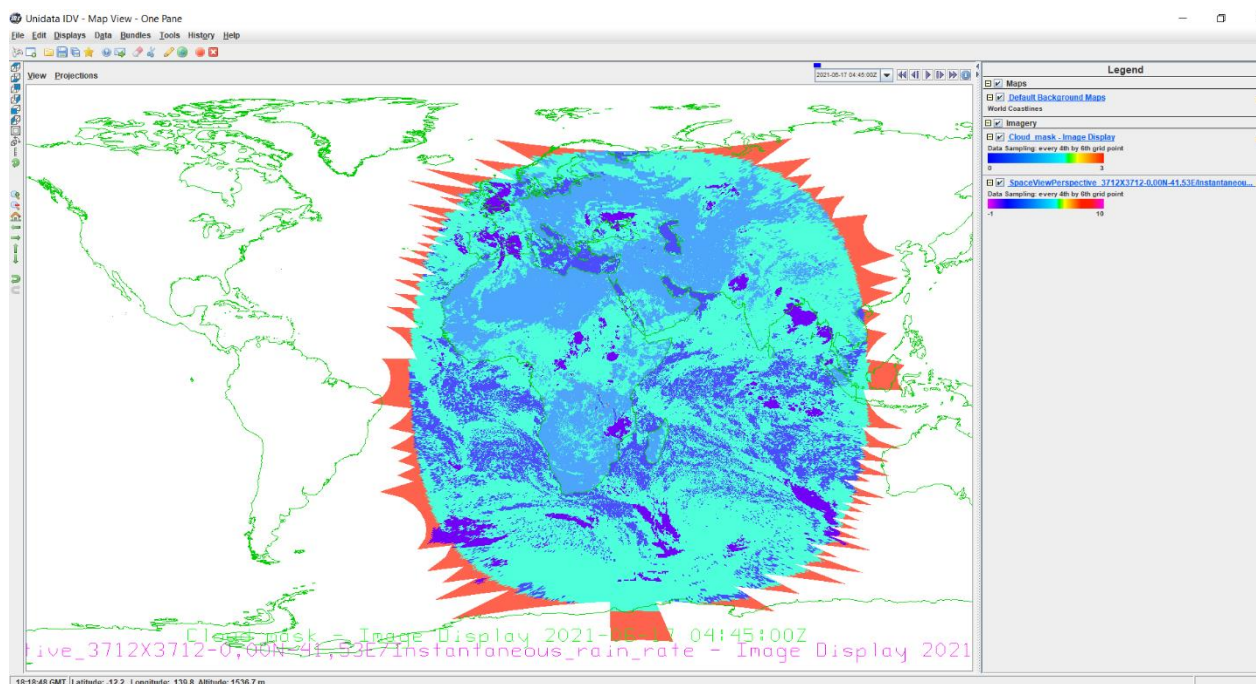 Unidata IDV - Map View - One Pane
File Edit Displays Data Bundles Tools History Help
View Projections
2021-06-17 04:45:00Z
Legend
Maps
Default Background Maps
World Coastlines
Imagery
Cloud_mask - Image Display
Data Sampling: every 4th by 6th grid point
0 3
SpaceViewPerspective_3712X3712-0,00N-41,53E/Instantaneou...
Data Sampling: every 4th by 6th grid point
-1 10
Cloud_mask - Image Display 2021-06-17 04:45:00Z
tive_3712X3712-0,00N-41,53E/Instantaneous_rain_rate - Image Display 2021
18:18:48 GMT Latitude: -12.2 Longitude: 139.8 Altitude: 1536.7 m